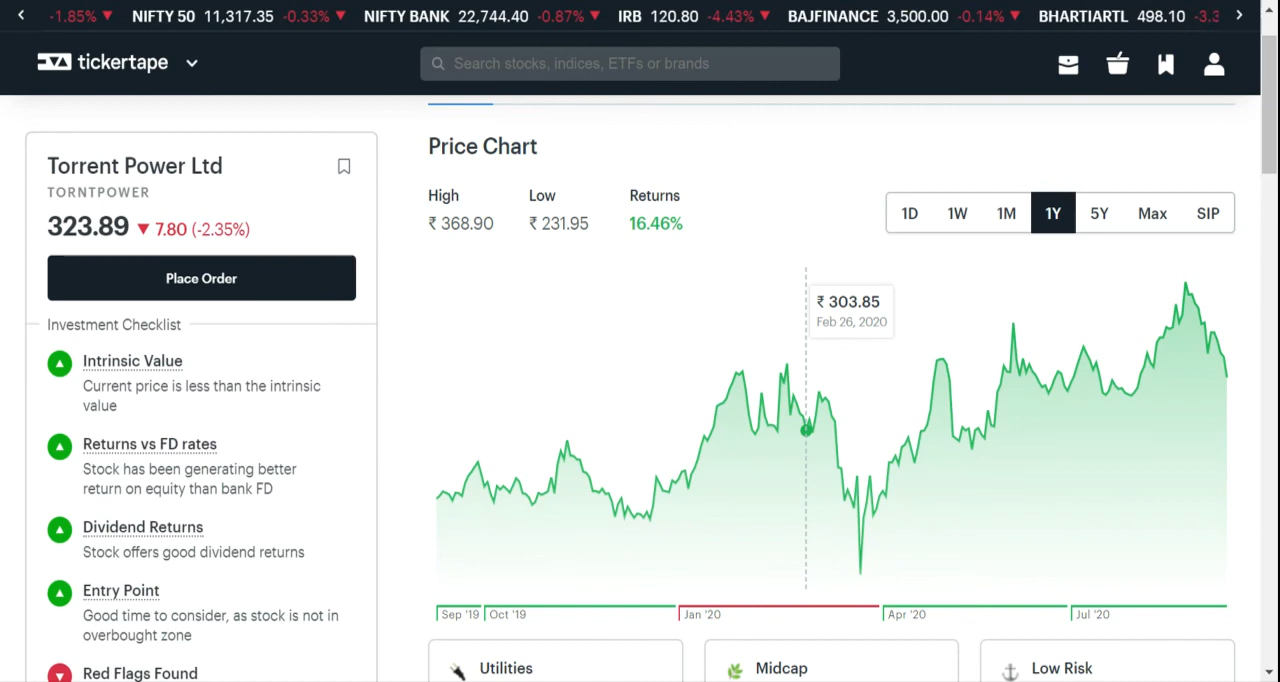 -1.85% ▼ NIFTY 50 11,317.35 -0.33% ▼ NIFTY BANK 22,744.40 -0.87% ▼ IRB 120.80 -4.43% ▼ BAJFINANCE 3,500.00 -0.14% ▼ BHARTIARTL 498.10 -3.3
tickertape
Search stocks, indices, ETFs or brands
Torrent Power Ltd
TORNTPOWER
323.89 ▼ 7.80 (-2.35%)
Place Order
Investment Checklist
Intrinsic Value
Current price is less than the intrinsic
value
Returns vs FD rates
Stock has been generating better
return on equity than bank FD
Dividend Returns
Stock offers good dividend returns
Entry Point
Good time to consider, as stock is not in
overbought zone
Red Flags Found
Price Chart
High Low Returns
₹ 368.90 ₹ 231.95 16.46%
1D 1W 1M 1Y 5Y Max SIP
₹ 303.85
Feb 26, 2020
Sep '19 Oct '19 Jan '20 Apr '20 Jul '20
Utilities Midcap Low Risk